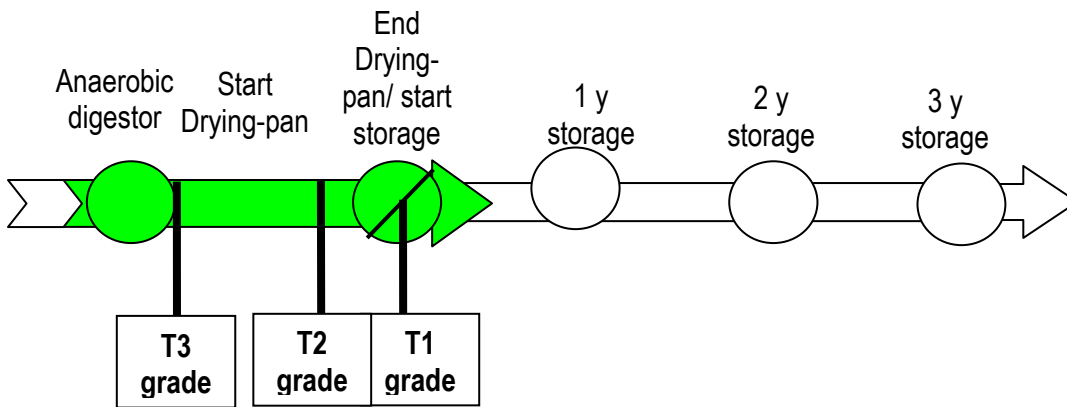 Anaerobic
digestor
Start
Drying-pan
End
Drying-
pan/ start
storage
1 y
storage
2 y
storage
3 y
storage
T3
grade
T2
grade
T1
grade